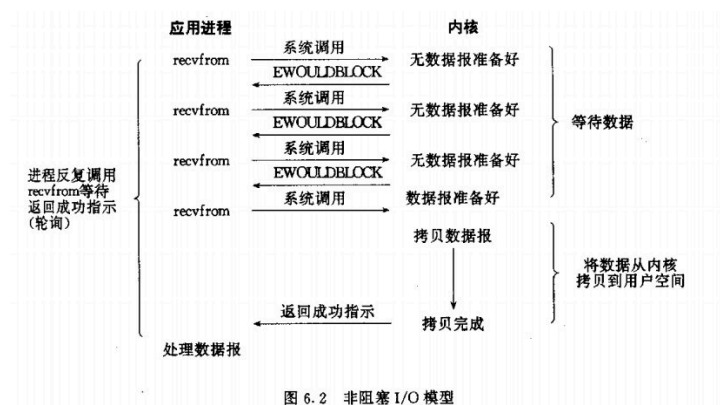 应用进程 内核
recvfrom 系统调用 无数据报准备好
EWOULDBLOCK
recvfrom 系统调用 无数据报准备好
EWOULDBLOCK
等待数据
recvfrom 系统调用 无数据报准备好
EWOULDBLOCK
进程反复调用
recvfrom等待
返回成功指示
(轮询)
recvfrom 系统调用 数据报准备好
拷贝数据报
将数据从内核
拷贝到用户空间
返回成功指示 拷贝完成
处理数据报
图 6.2 非阻塞 I/O 模型